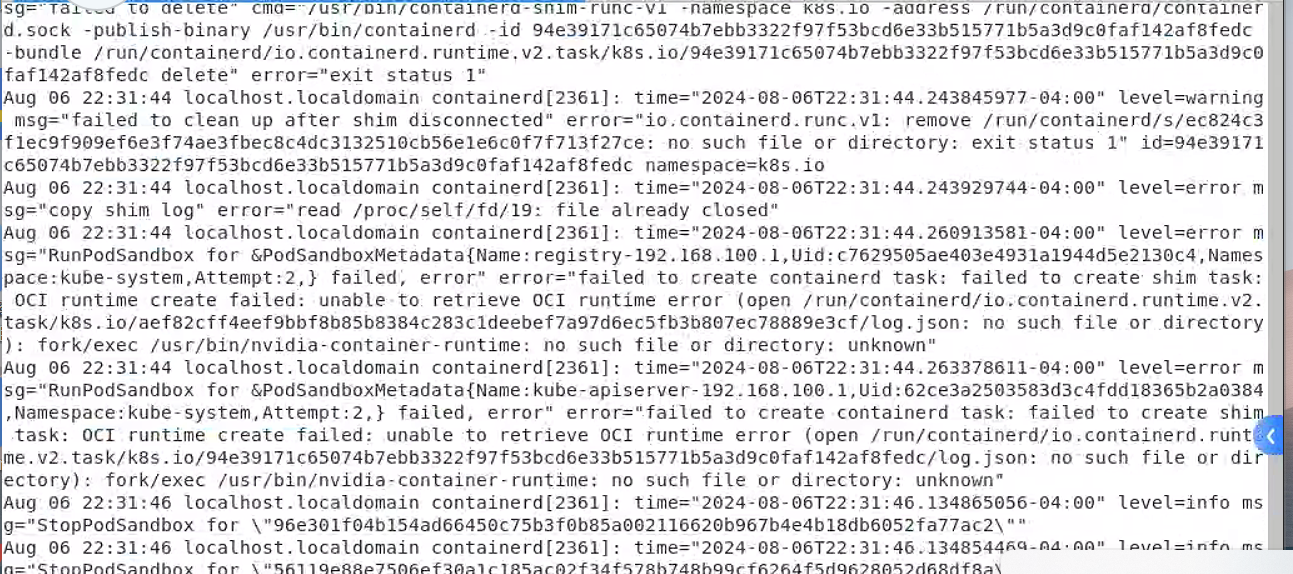 sg="failed to delete" cmd="/usr/bin/containerd-shim-runc-v1 -namespace k8s.io -address /run/containerd/container
d.sock -publish-binary /usr/bin/containerd -id 94e39171c65074b7ebb3322f97f53bcd6e33b515771b5a3d9c0faf142af8fedc
-bundle /run/containerd/io.containerd.runtime.v2.task/k8s.io/94e39171c65074b7ebb3322f97f53bcd6e33b515771b5a3d9c0
faf142af8fedc delete" error="exit status 1"
Aug 06 22:31:44 localhost.localdomain containerd[2361]: time="2024-08-06T22:31:44.243845977-04:00" level=warning
msg="failed to clean up after shim disconnected" error="io.containerd.runc.v1: remove /run/containerd/s/ec824c3
f1ec9f909ef6e3f74ae3fbec8c4dc3132510cb56e1e6c0f7f713f27ce: no such file or directory: exit status 1" id=94e39171
c65074b7ebb3322f97f53bcd6e33b515771b5a3d9c0faf142af8fedc namespace=k8s.io
Aug 06 22:31:44 localhost.localdomain containerd[2361]: time="2024-08-06T22:31:44.243929744-04:00" level=error m
sg="copy shim log" error="read /proc/self/fd/19: file already closed"
Aug 06 22:31:44 localhost.localdomain containerd[2361]: time="2024-08-06T22:31:44.260913581-04:00" level=error m
sg="RunPodSandbox for &PodSandboxMetadata{Name:registry-192.168.100.1,Uid:c7629505ae403e4931a1944d5e2130c4,Names
pace:kube-system,Attempt:2,} failed, error" error="failed to create containerd task: failed to create shim task:
OCI runtime create failed: unable to retrieve OCI runtime error (open /run/containerd/io.containerd.runtime.v2.
task/k8s.io/aef82cff4eef9bbf8b85b8384c283c1deebef7a97d6ec5fb3b807ec78889e3cf/log.json: no such file or directory
): fork/exec /usr/bin/nvidia-container-runtime: no such file or directory: unknown"
Aug 06 22:31:44 localhost.localdomain containerd[2361]: time="2024-08-06T22:31:44.263378611-04:00" level=error m
sg="RunPodSandbox for &PodSandboxMetadata{Name:kube-apiserver-192.168.100.1,Uid:62ce3a2503583d3c4fdd18365b2a0384
,Namespace:kube-system,Attempt:2,} failed, error" error="failed to create containerd task: failed to create shim
task: OCI runtime create failed: unable to retrieve OCI runtime error (open /run/containerd/io.containerd.runti
me.v2.task/k8s.io/94e39171c65074b7ebb3322f97f53bcd6e33b515771b5a3d9c0faf142af8fedc/log.json: no such file or dir
ectory): fork/exec /usr/bin/nvidia-container-runtime: no such file or directory: unknown"
Aug 06 22:31:46 localhost.localdomain containerd[2361]: time="2024-08-06T22:31:46.134865056-04:00" level=info ms
g="StopPodSandbox for \"96e301f04b154ad66450c75b3f0b85a002116620b967b4e4b18db6052fa77ac2\""
Aug 06 22:31:46 localhost.localdomain containerd[2361]: time="2024-08-06T22:31:46.134854469-04:00" level=info ms
g="StopPodSandbox for \"56119e88e7506ef30a1c185ac02f34f578b748b99cf6264f5d9628052d68df8a\